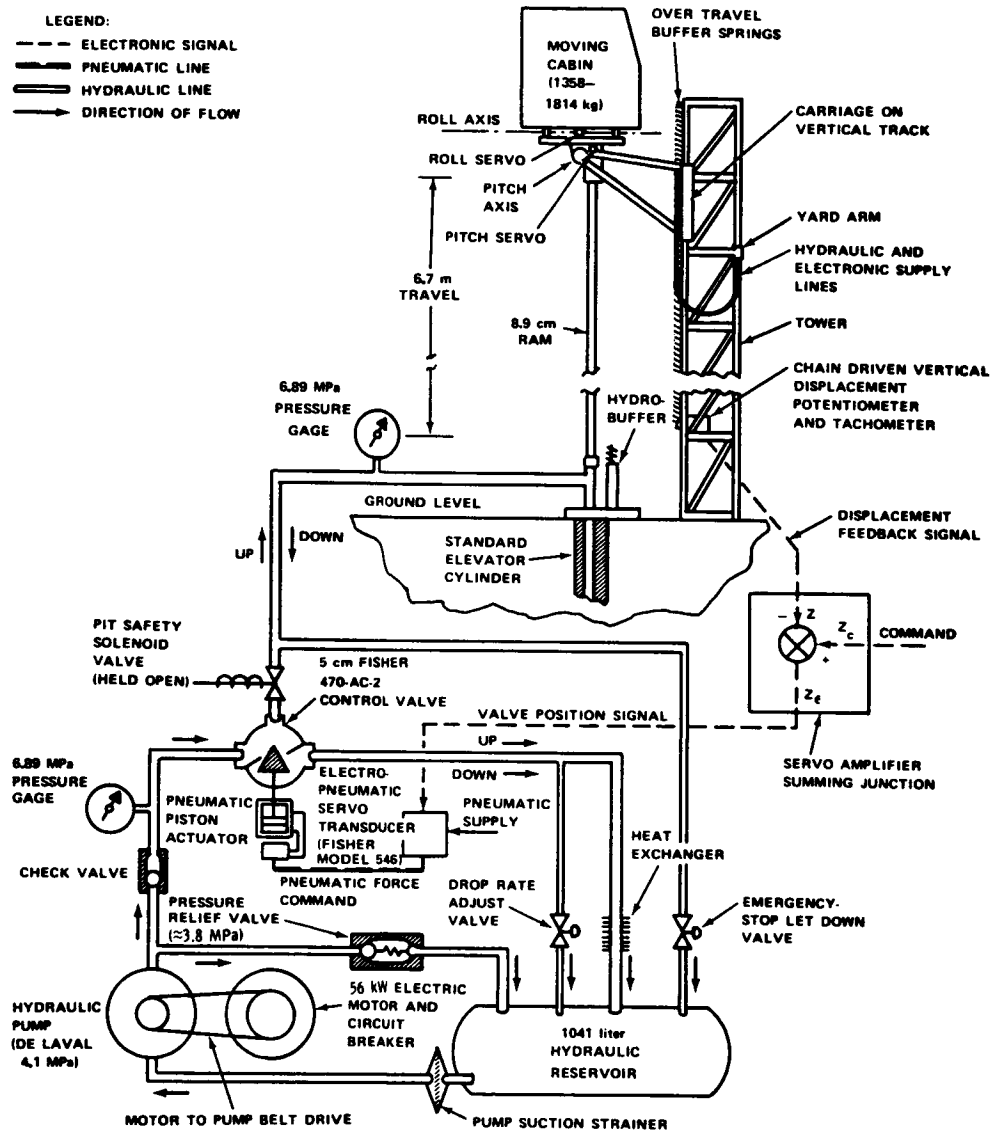 LEGEND:
ELECTRONIC SIGNAL
PNEUMATIC LINE
HYDRAULIC LINE
DIRECTION OF FLOW
MOVING
CABIN
(1358–
1814 kg)
OVER TRAVEL
BUFFER SPRINGS
CARRIAGE ON
VERTICAL TRACK
ROLL AXIS
ROLL SERVO
PITCH
AXIS
PITCH SERVO
YARD ARM
HYDRAULIC AND
ELECTRONIC SUPPLY
LINES
6.7 m
TRAVEL
8.9 cm
RAM
TOWER
CHAIN DRIVEN VERTICAL
DISPLACEMENT
POTENTIOMETER
AND TACHOMETER
6.89 MPa
PRESSURE
GAGE
HYDRO-
BUFFER
GROUND LEVEL
UP
DOWN
STANDARD
ELEVATOR
CYLINDER
DISPLACEMENT
FEEDBACK SIGNAL
− Z
Zc
COMMAND
+
Zε
PIT SAFETY
SOLENOID
VALVE
(HELD OPEN)
5 cm FISHER
470-AC-2
CONTROL VALVE
VALVE POSITION SIGNAL
SERVO AMPLIFIER
SUMMING JUNCTION
UP
DOWN
6.89 MPa
PRESSURE
GAGE
PNEUMATIC
PISTON
ACTUATOR
ELECTRO-
PNEUMATIC
SERVO
TRANSDUCER
(FISHER
MODEL 546)
PNEUMATIC
SUPPLY
HEAT
EXCHANGER
CHECK VALVE
PNEUMATIC FORCE
COMMAND
DROP RATE
ADJUST
VALVE
EMERGENCY-
STOP LET DOWN
VALVE
PRESSURE
RELIEF VALVE
(≈3.8 MPa)
HYDRAULIC
PUMP
(DE LAVAL
4.1 MPa)
56 kW ELECTRIC
MOTOR AND
CIRCUIT
BREAKER
1041 liter
HYDRAULIC
RESERVOIR
MOTOR TO PUMP BELT DRIVE
PUMP SUCTION STRAINER